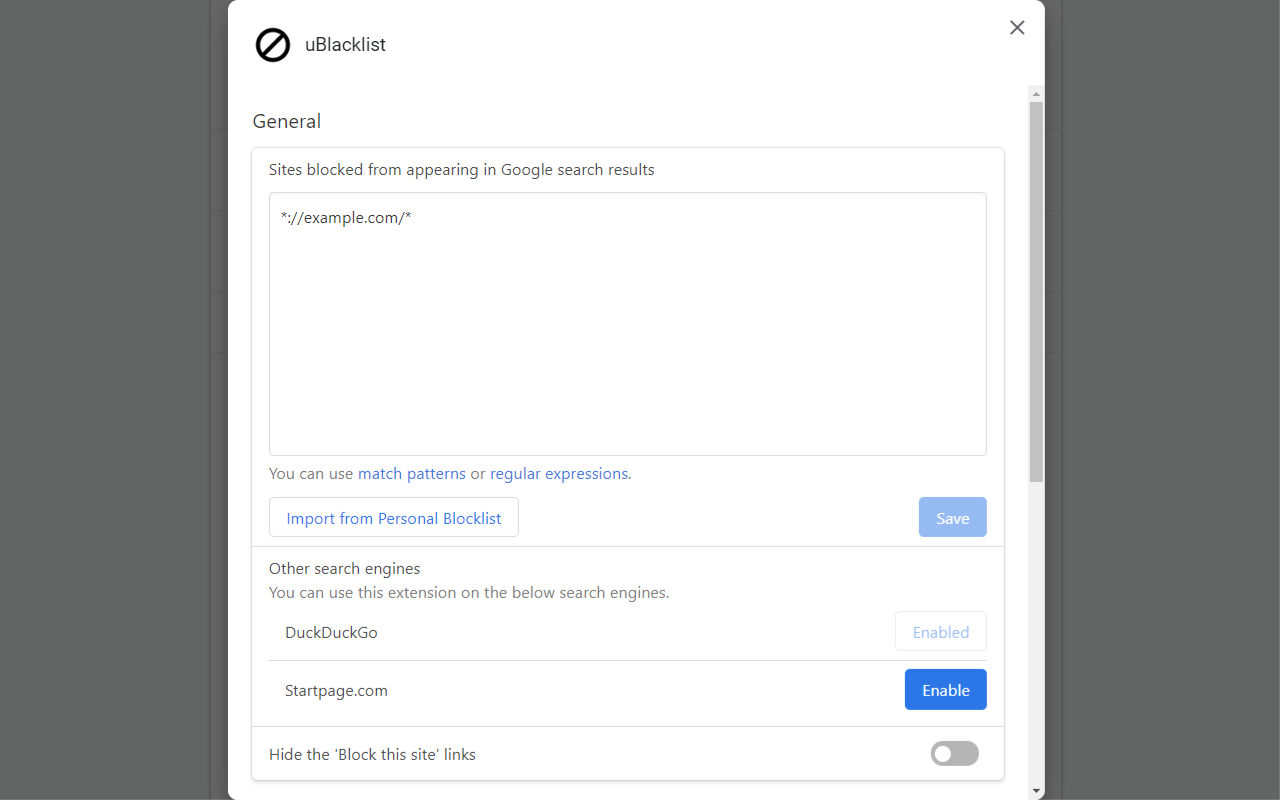 uBlacklist
General
Sites blocked from appearing in Google search results
*://example.com/*
You can use match patterns or regular expressions.
Import from Personal Blocklist
Save
Other search engines
You can use this extension on the below search engines.
DuckDuckGo
Enabled
Startpage.com
Enable
Hide the 'Block this site' links